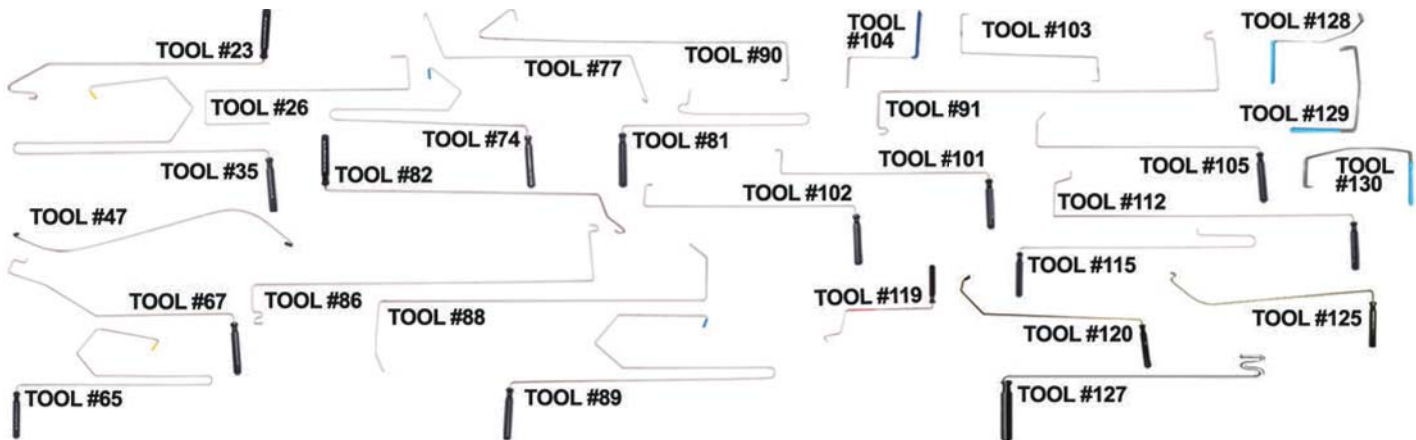 TOOL #23
TOOL #77
TOOL #90
TOOL
#104
TOOL #103
TOOL #128
TOOL #26
TOOL #91
TOOL #129
TOOL #35
TOOL #74
TOOL #81
TOOL #82
TOOL #101
TOOL #105
TOOL
#130
TOOL #47
TOOL #102
TOOL #112
TOOL #115
TOOL #67
TOOL #86
TOOL #88
TOOL #119
TOOL #120
TOOL #125
TOOL #65
TOOL #89
TOOL #127